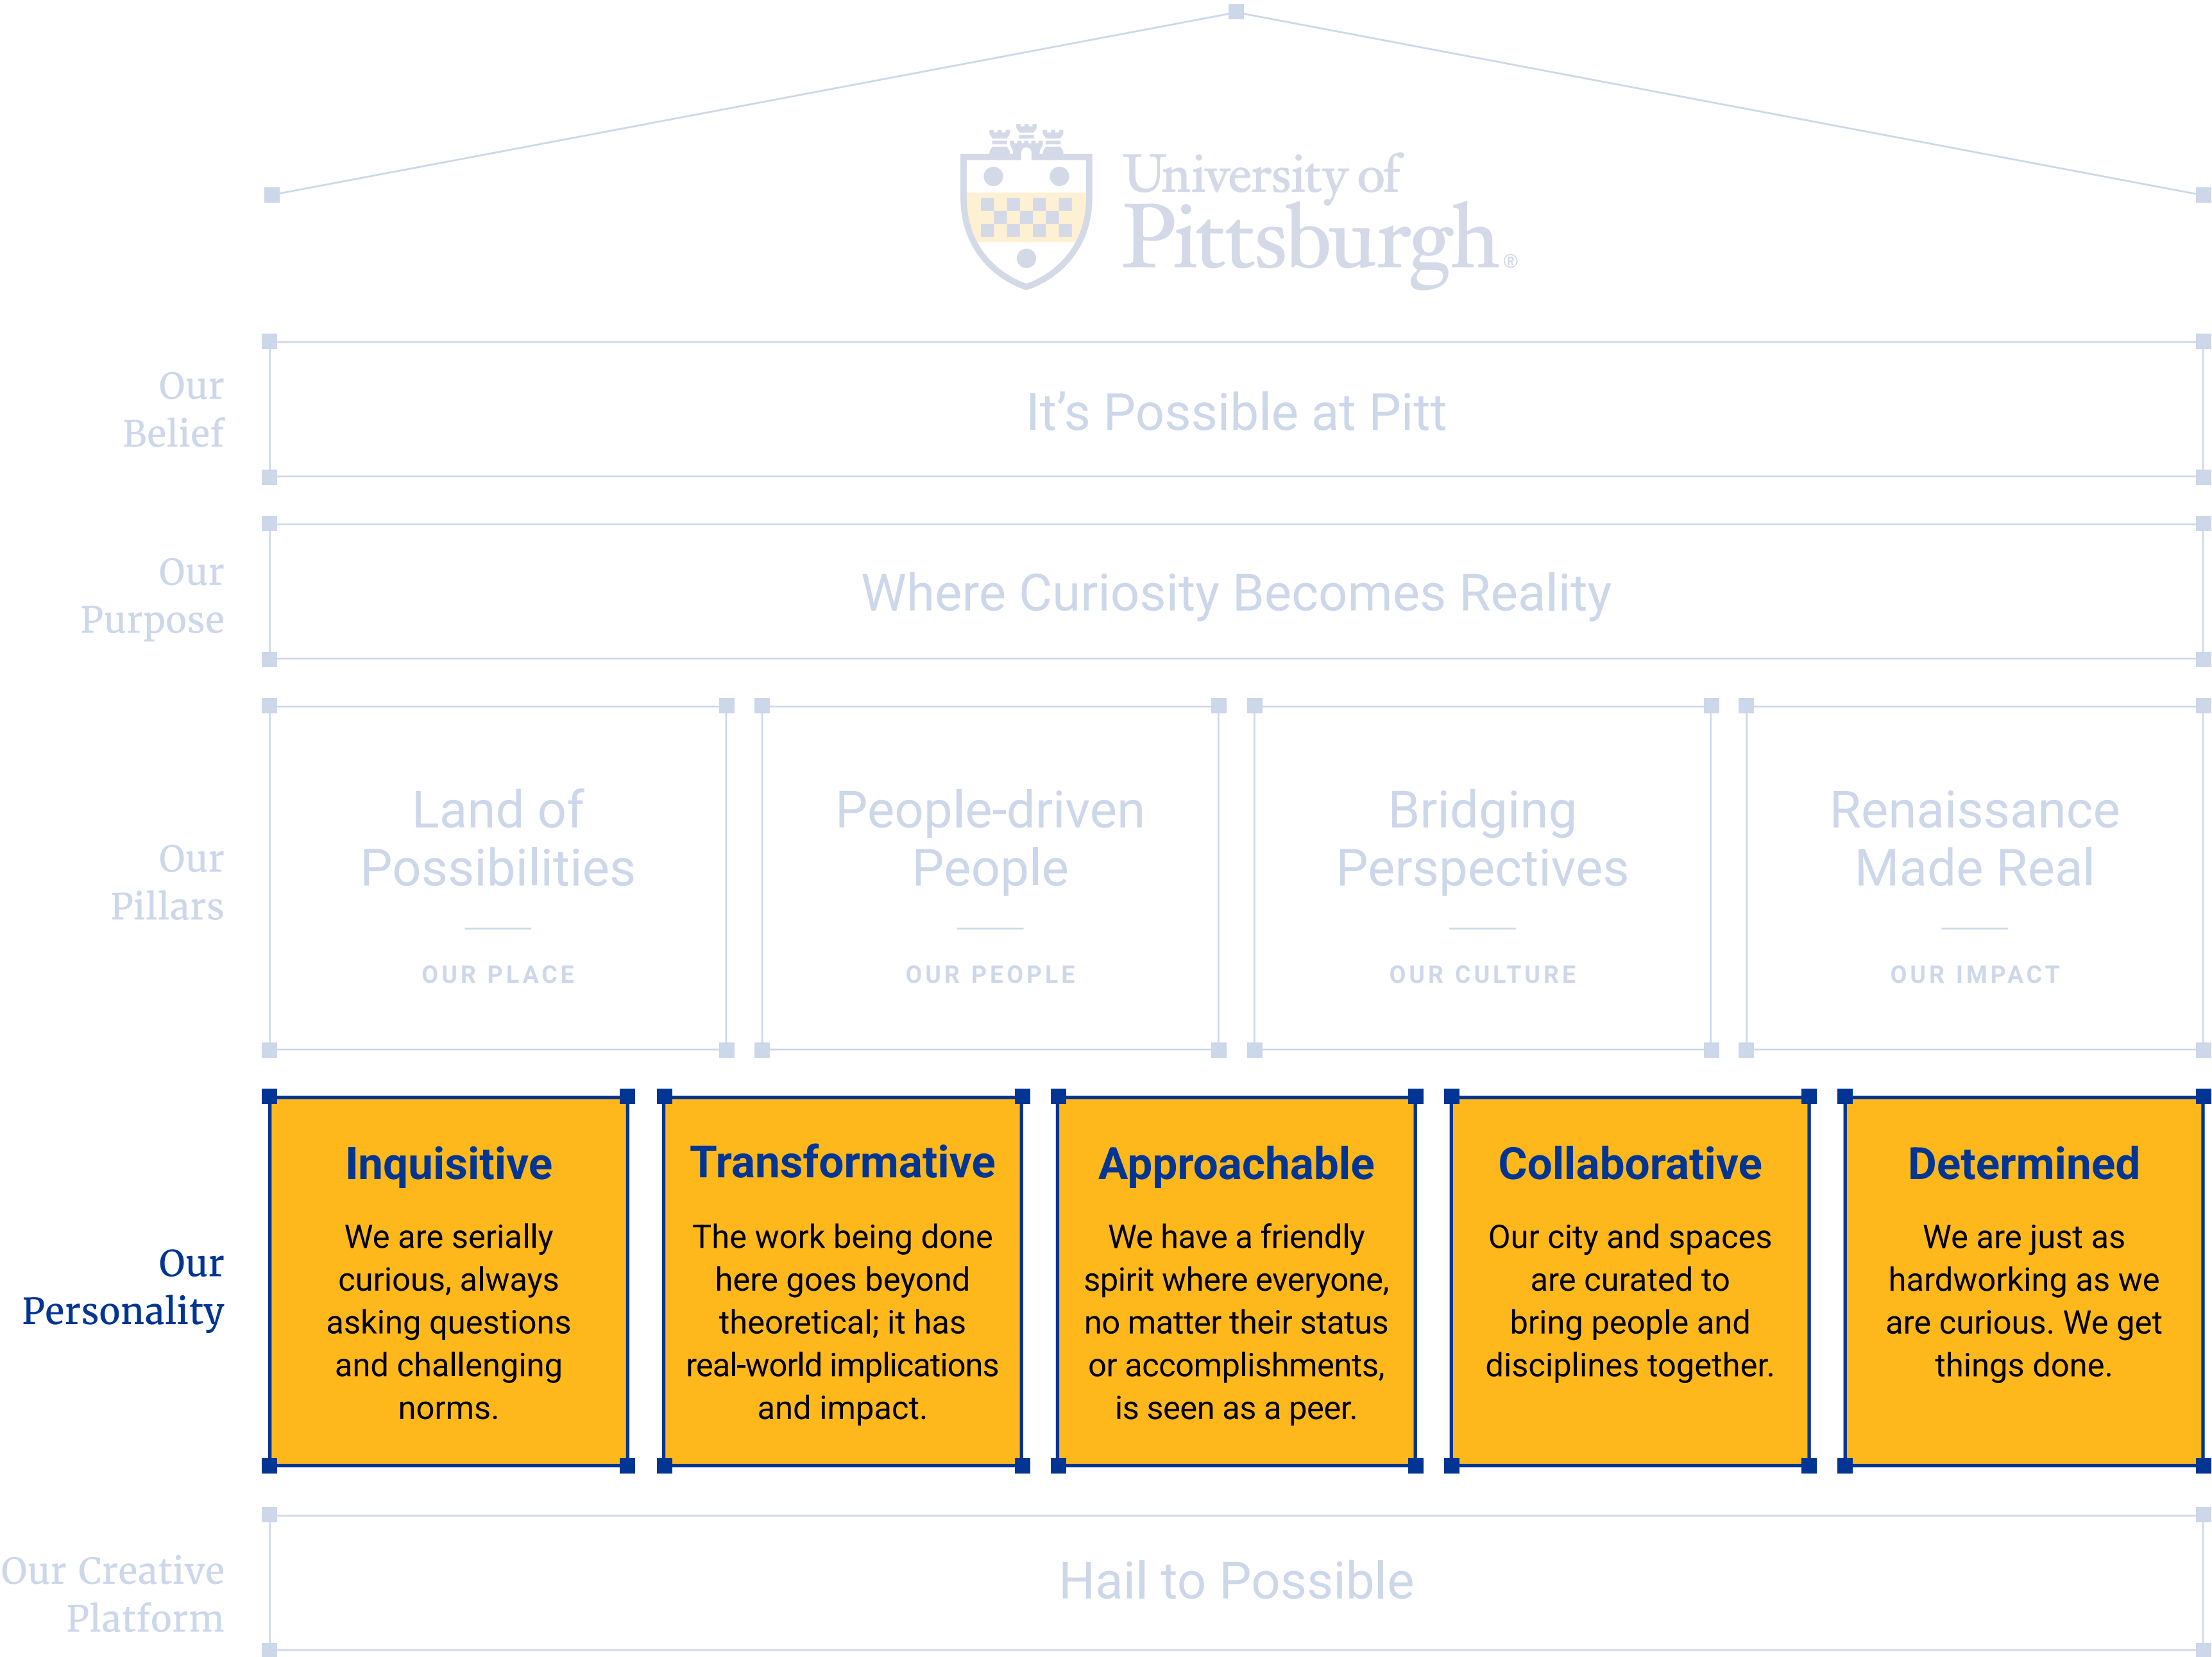 University of
Pittsburgh®
Our
Belief
It’s Possible at Pitt
Our
Purpose
Where Curiosity Becomes Reality
Our
Pillars
Land of
Possibilities
OUR PLACE
People-driven
People
OUR PEOPLE
Bridging
Perspectives
OUR CULTURE
Renaissance
Made Real
OUR IMPACT
Our
Personality
Inquisitive
We are serially
curious, always
asking questions
and challenging
norms.
Transformative
The work being done
here goes beyond
theoretical; it has
real-world implications
and impact.
Approachable
We have a friendly
spirit where everyone,
no matter their status
or accomplishments,
is seen as a peer.
Collaborative
Our city and spaces
are curated to
bring people and
disciplines together.
Determined
We are just as
hardworking as we
are curious. We get
things done.
Our Creative
Platform
Hail to Possible